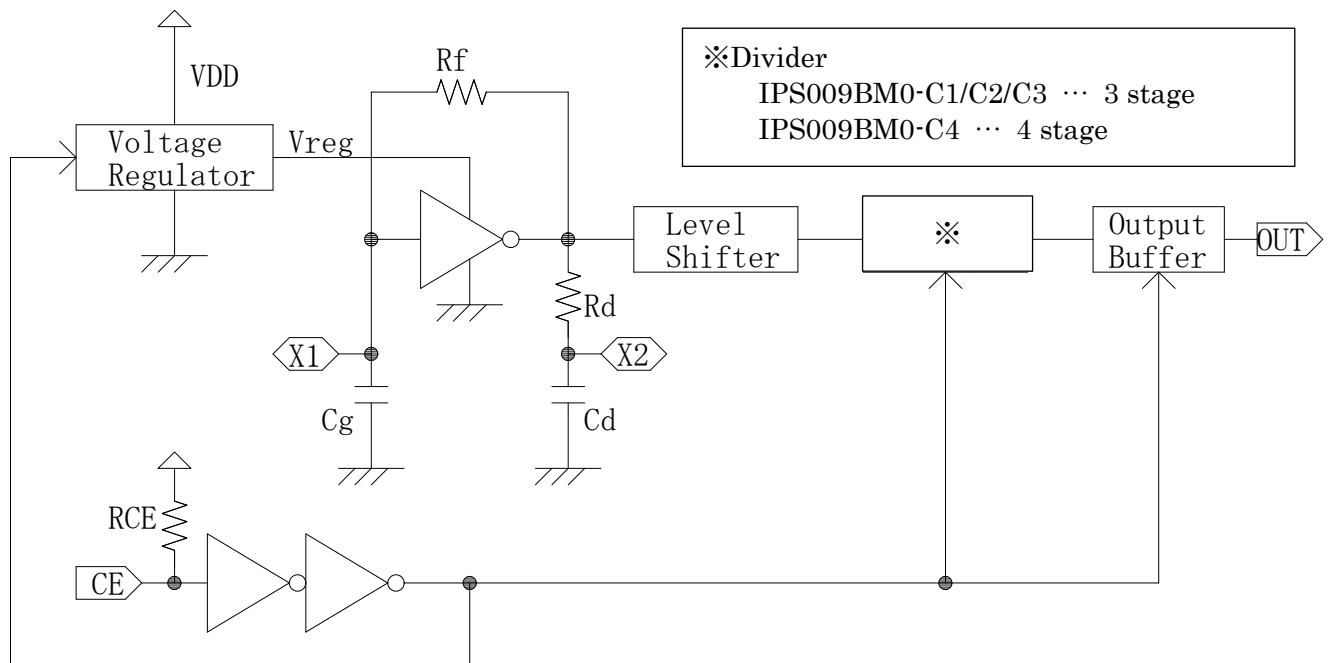 VDD
Rf
※Divider
IPS009BM0-C1/C2/C3 ··· 3 stage
IPS009BM0-C4 ··· 4 stage
Voltage
Regulator
Vreg
Level
Shifter
※
Output
Buffer
OUT
Rd
X1
X2
Cg
Cd
RCE
CE